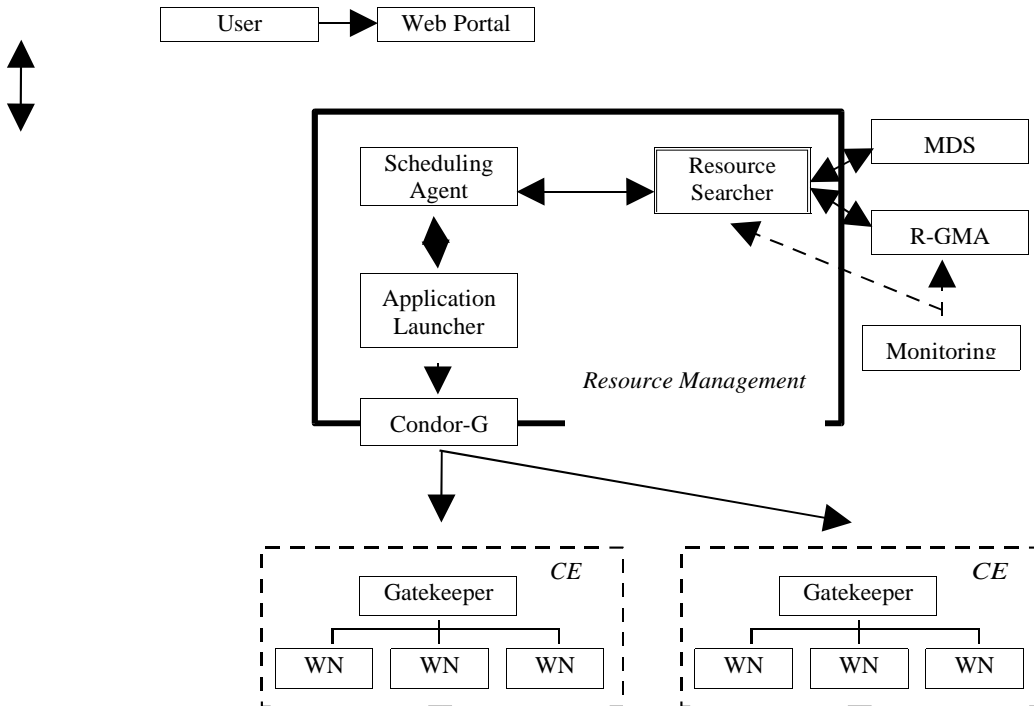 User
Web Portal
Scheduling
Agent
Resource
Searcher
MDS
R-GMA
Application
Launcher
Monitoring
Resource Management
Condor-G
CE
Gatekeeper
WN
WN
WN
CE
Gatekeeper
WN
WN
WN